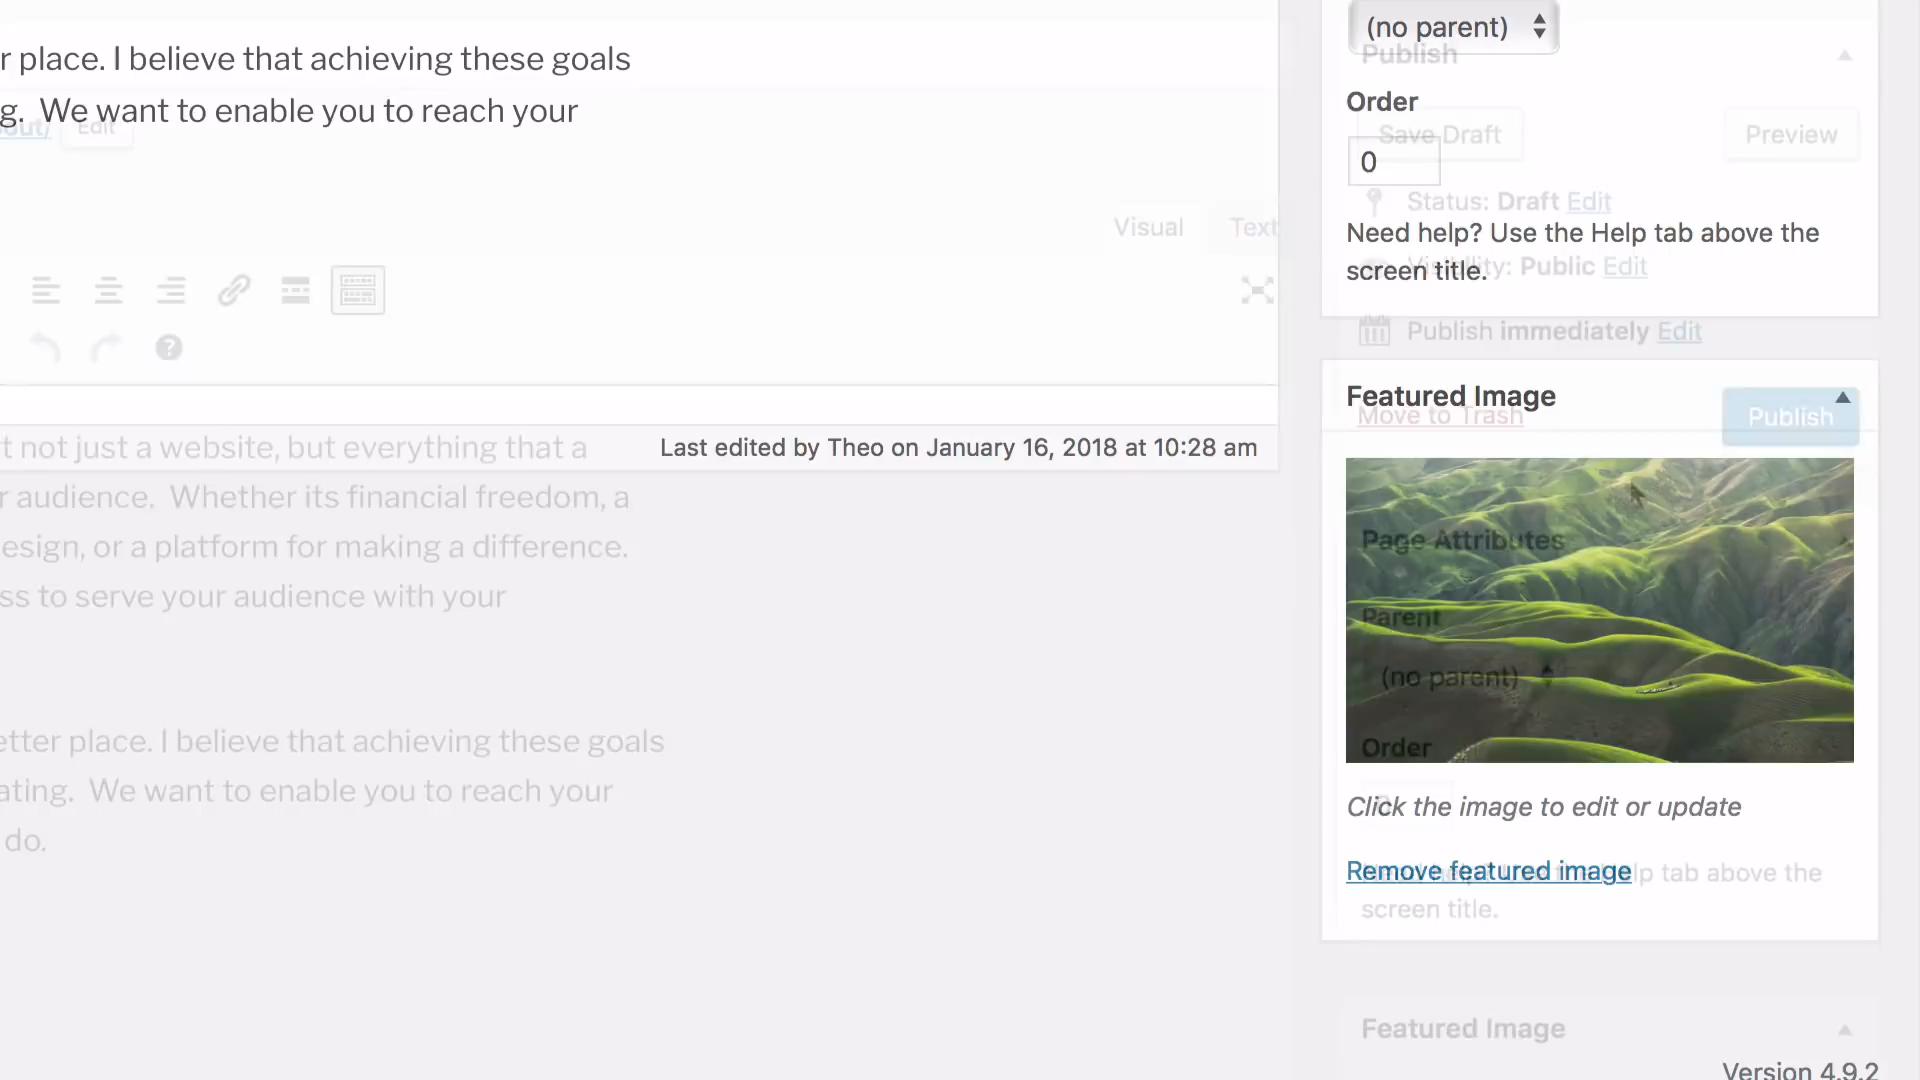 r place. I believe that achieving these goals
g. We want to enable you to reach your
out/ Edit
Visual Text
Last edited by Theo on January 16, 2018 at 10:28 am
t not just a website, but everything that a
r audience. Whether its financial freedom, a
esign, or a platform for making a difference.
ss to serve your audience with your
etter place. I believe that achieving these goals
ating. We want to enable you to reach your
do.
(no parent)
Publish
Order
Save Draft Preview
0
Status: Draft Edit
Need help? Use the Help tab above the
screen title.
Visibility: Public Edit
Publish immediately Edit
Featured Image
Move to Trash Publish
Page Attributes
Parent
(no parent)
Order
Click the image to edit or update
Remove featured image
Help tab above the
screen title.
Featured Image
Version 4.9.2